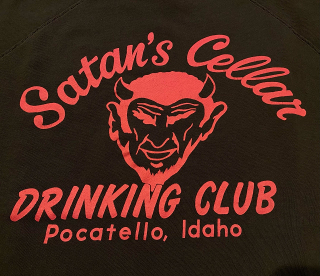 Satan's Cellar
DRINKING CLUB
Pocatello, Idaho